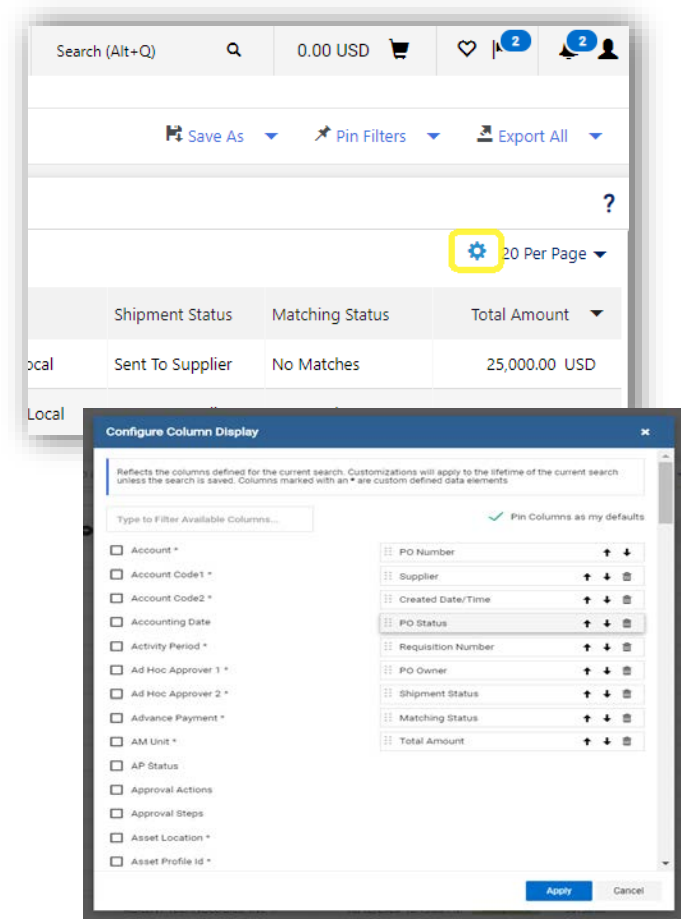 Search (Alt+Q) 0.00 USD 2 2
Save As Pin Filters Export All
?
20 Per Page
Shipment Status Matching Status Total Amount
ocal Sent To Supplier No Matches 25,000.00 USD
Local
Configure Column Display
Reflects the columns defined for the current search. Customizations will apply to the lifetime of the current search
unless the search is saved. Columns marked with an * are custom defined data elements
Type to Filter Available Columns... Pin Columns as my defaults
Account * PO Number
Account Code1 * Supplier
Account Code2 * Created Date/Time
Accounting Date PO Status
Activity Period * Requisition Number
Ad Hoc Approver 1 * PO Owner
Ad Hoc Approver 2 * Shipment Status
Advance Payment * Matching Status
AM Unit * Total Amount
AP Status
Approval Actions
Approval Steps
Asset Location *
Asset Profile Id *
Apply Cancel